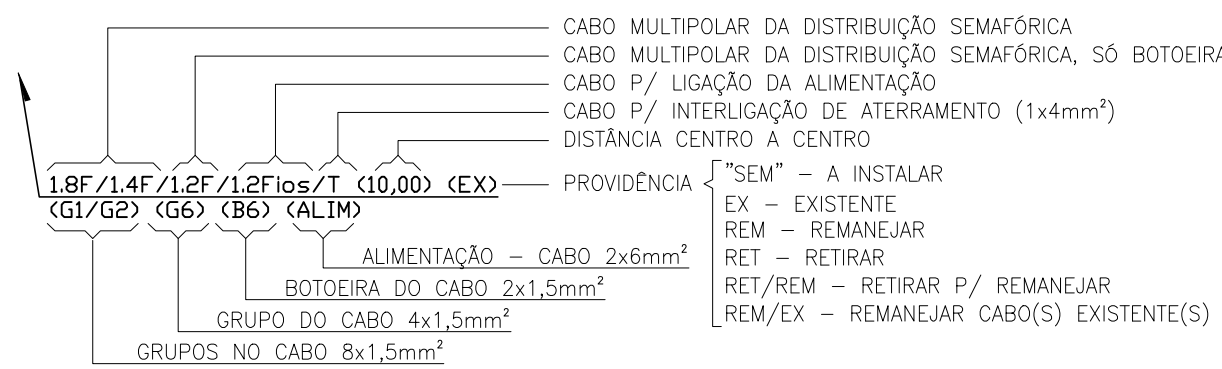 CABO MULTIPOLAR DA DISTRIBUIÇÃO SEMAFÓRICA
CABO MULTIPOLAR DA DISTRIBUIÇÃO SEMAFÓRICA, SÓ BOTOEIRA
CABO P/ LIGAÇÃO DA ALIMENTAÇÃO
CABO P/ INTERLIGAÇÃO DE ATERRAMENTO (1x4mm²)
DISTÂNCIA CENTRO A CENTRO
1.8F/1.4F/1.2F/1.2Fios/T (10,00) (EX)
(G1/G2) (G6) (B6) (ALIM)
PROVIDÊNCIA
"SEM" – A INSTALAR
EX – EXISTENTE
REM – REMANEJAR
RET – RETIRAR
RET/REM – RETIRAR P/ REMANEJAR
REM/EX – REMANEJAR CABO(S) EXISTENTE(S)
ALIMENTAÇÃO – CABO 2x6mm²
BOTOEIRA DO CABO 2x1,5mm²
GRUPO DO CABO 4x1,5mm²
GRUPOS NO CABO 8x1,5mm²